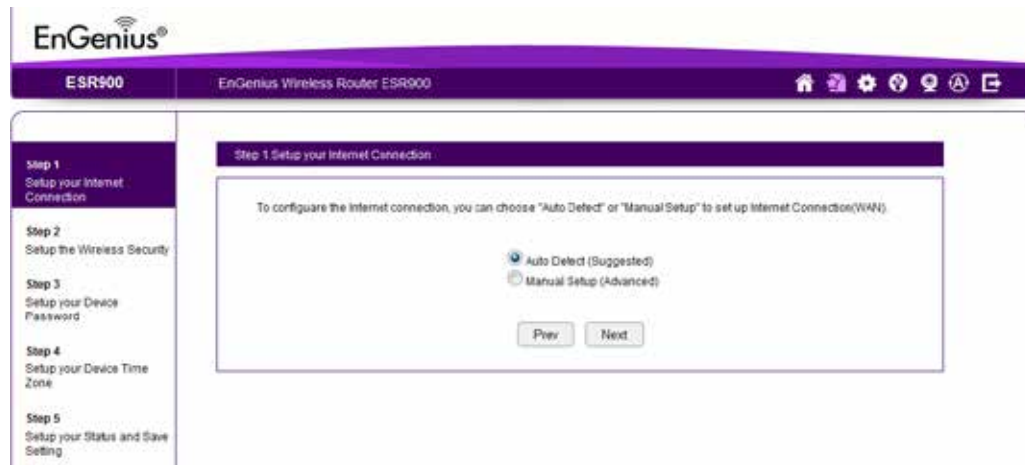 EnGenius®
ESR900
EnGenius Wireless Router ESR900
Step 1
Setup your Internet
Connection
Step 2
Setup the Wireless Security
Step 3
Setup your Device
Password
Step 4
Setup your Device Time
Zone
Step 5
Setup your Status and Save
Setting
Step 1.Setup your Internet Connection
To configuare the Internet connection, you can choose "Auto Detect" or "Manual Setup" to set up Internet Connection(WAN).
Auto Detect (Suggested)
Manual Setup (Advanced)
Prev
Next